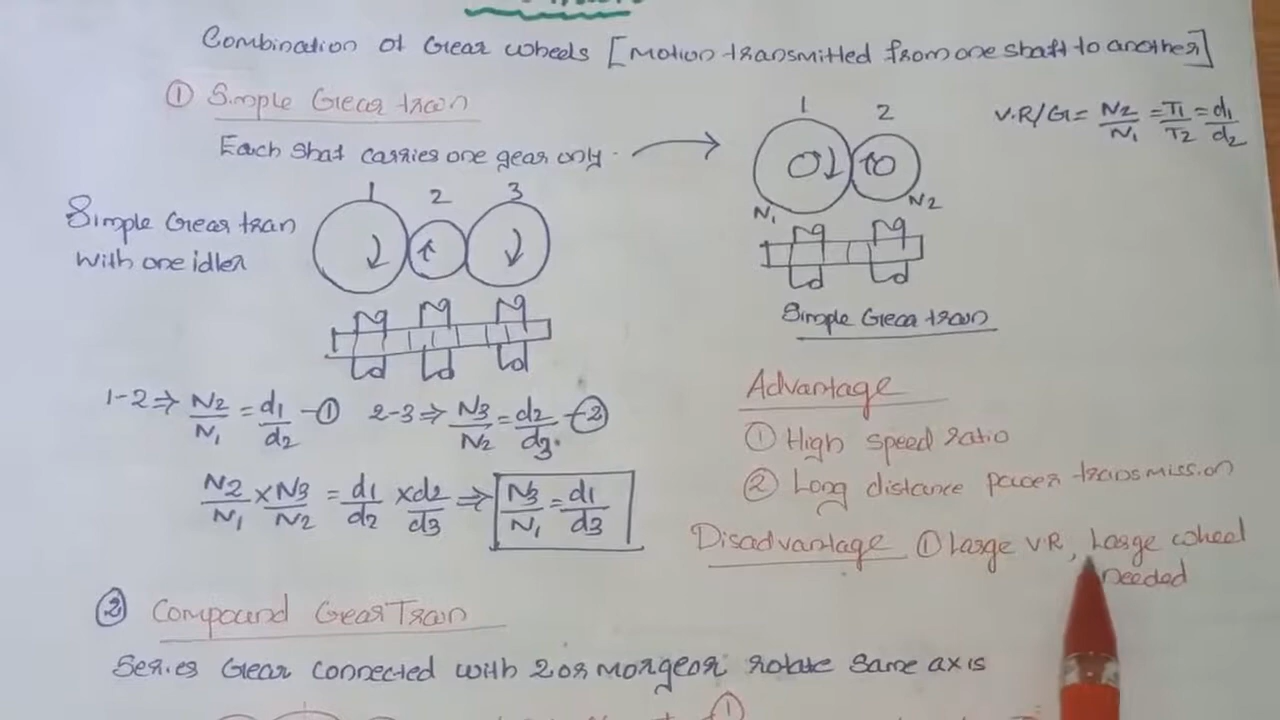 Combination of Gear wheels [Motion transmitted from one shaft to another]
① Simple Gear train
Each shaf carries one gear only
1 2
V.R/G = N2/N1 = T1/T2 = d1/d2
N1 N2
Simple Gear tran
with one idler
1 2 3
Simple Grea train
1-2 ⇒ N2/N1 = d1/d2 -① 2-3 ⇒ N3/N2 = d2/d3 -②
N2/N1 × N3/N2 = d1/d2 × d2/d3 ⇒ N3/N1 = d1/d3
Advantage
① High speed ratio
② Long distance power transmission
Disadvantage ① Large V.R, Large wheel
needed
② Compound Gear Train
Series Gear connected with 2 or mor gear rotate same axis
①